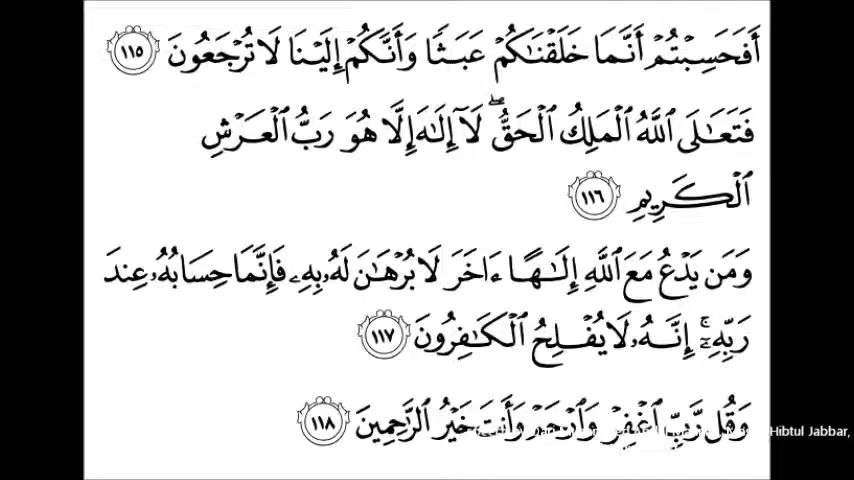 أَفَحَسِبْتُمْ أَنَّمَا خَلَقْنَٰكُمْ عَبَثًا وَأَنَّكُمْ إِلَيْنَا لَا تُرْجَعُونَ ١١٥
فَتَعَٰلَى ٱللَّهُ ٱلْمَلِكُ ٱلْحَقُّ ۖ لَآ إِلَٰهَ إِلَّا هُوَ رَبُّ ٱلْعَرْشِ
ٱلْكَرِيمِ ١١٦
وَمَن يَدْعُ مَعَ ٱللَّهِ إِلَٰهًا ءَاخَرَ لَا بُرْهَٰنَ لَهُۥ بِهِۦ فَإِنَّمَا حِسَابُهُۥ عِندَ
رَبِّهِۦٓ ۚ إِنَّهُۥ لَا يُفْلِحُ ٱلْكَٰفِرُونَ ١١٧
وَقُل رَّبِّ ٱغْفِرْ وَٱرْحَمْ وَأَنتَ خَيْرُ ٱلرَّٰحِمِينَ ١١٨
Hibtul Jabbar,